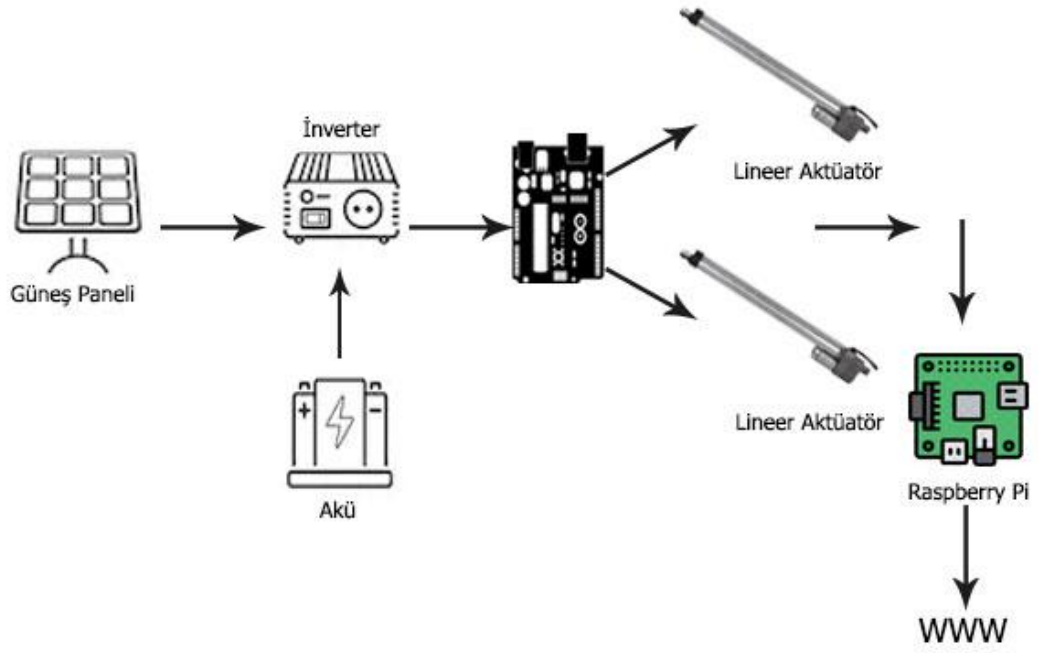 İnverter
Lineer Aktüatör
Güneş Paneli
Lineer Aktüatör
Akü
Raspberry Pi
WWW